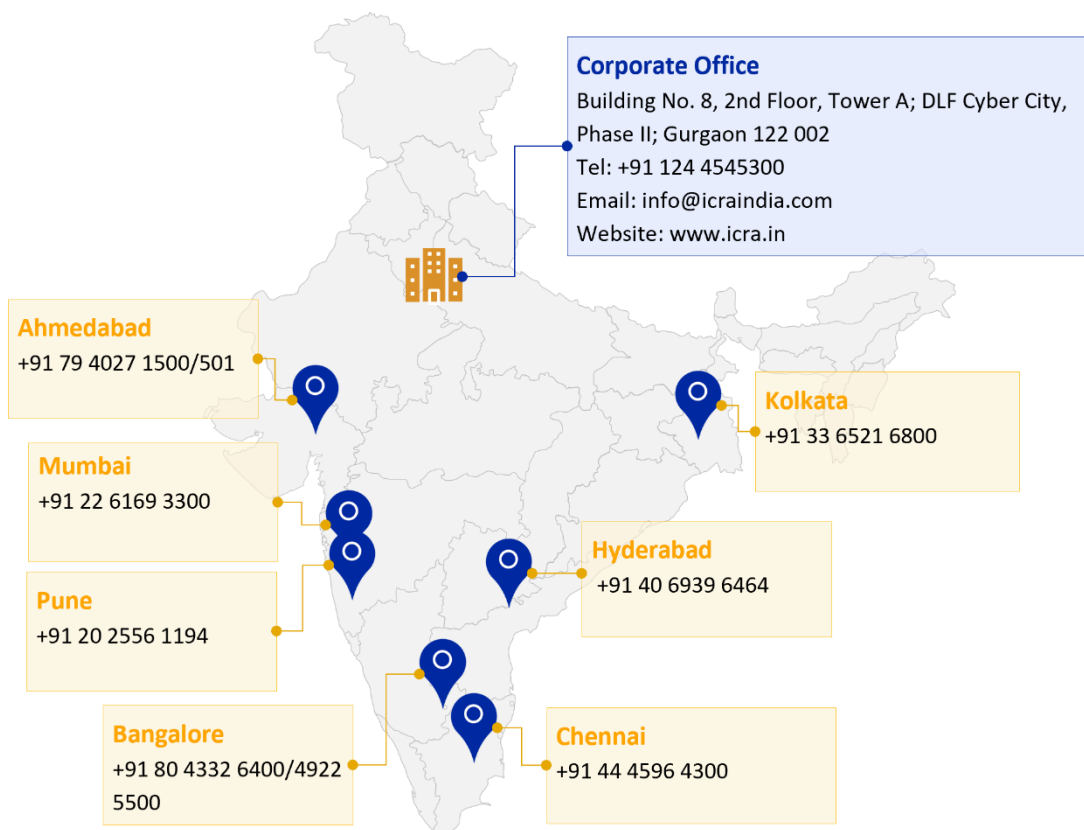 Corporate Office
Building No. 8, 2nd Floor, Tower A; DLF Cyber City,
Phase II; Gurgaon 122 002
Tel: +91 124 4545300
Email: info@icraindia.com
Website: www.icra.in
Ahmedabad
+91 79 4027 1500/501
Kolkata
+91 33 6521 6800
Mumbai
+91 22 6169 3300
Hyderabad
+91 40 6939 6464
Pune
+91 20 2556 1194
Bangalore
+91 80 4332 6400/4922
5500
Chennai
+91 44 4596 4300